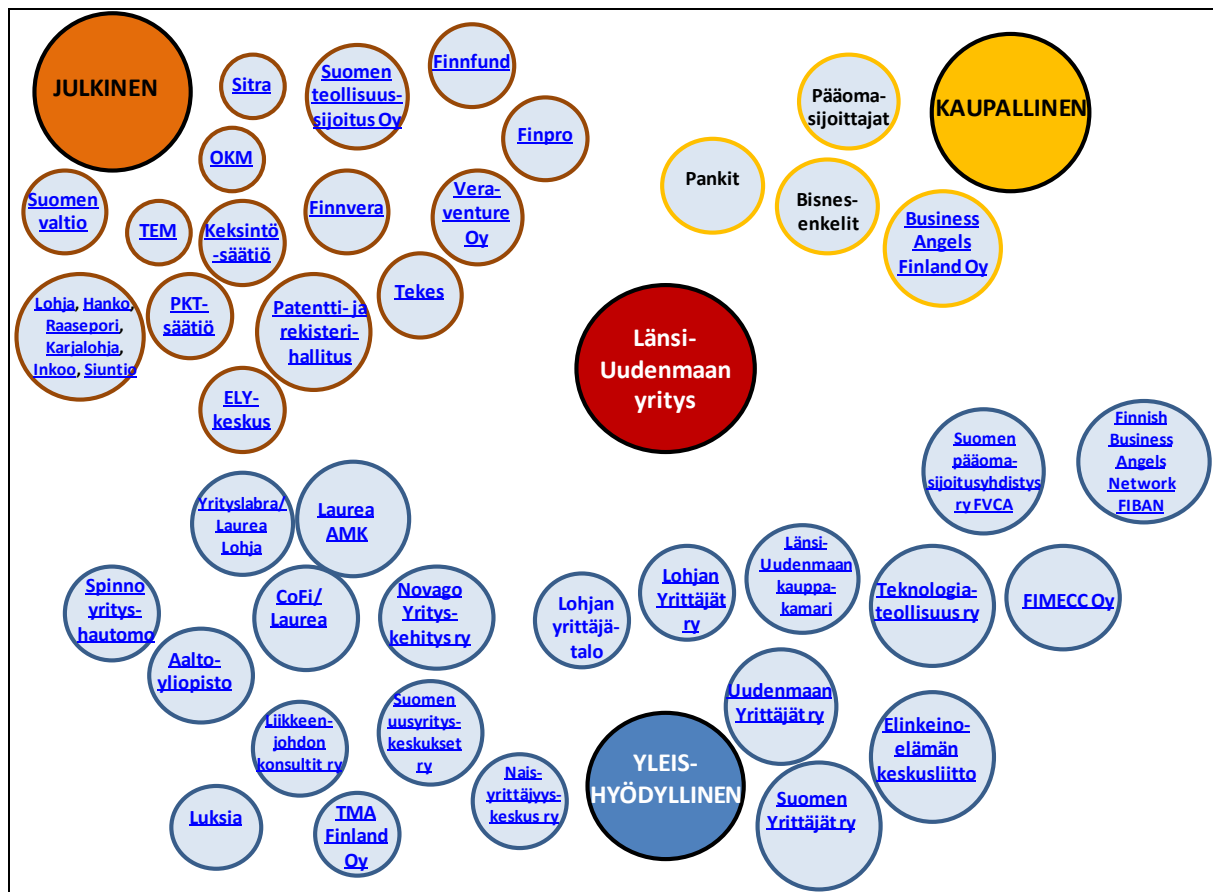 JULKINEN
Sitra
Suomen
teollisuus-
sijoitus Oy
Finnfund
Finpro
OKM
Suomen
valtio
TEM
Keksintö
-säätiö
Finnvera
Vera-
venture
Oy
Tekes
Lohja, Hanko,
Raasepori,
Karjalohja,
Inkoo, Siuntio
PKT-
säätiö
Patentti- ja
rekisteri-
hallitus
ELY-
keskus
Pääoma-
sijoittajat
KAUPALLINEN
Pankit
Bisnes-
enkelit
Business
Angels
Finland Oy
Länsi-
Uudenmaan
yritys
Suomen
pääoma-
sijoitusyhdistys
ry FVCA
Finnish
Business
Angels
Network
FIBAN
Yrityslabra/
Laurea
Lohja
Laurea
AMK
Spinno
yritys-
hautomo
CoFi/
Laurea
Novago
Yritys-
kehitys ry
Aalto-
yliopisto
Liikkeen-
johdon
konsultit ry
Suomen
uusyritys-
keskukset
ry
Luksia
TMA
Finland
Oy
Nais-
yrittäjyys-
keskus ry
Lohjan
yrittäjä-
talo
Lohjan
Yrittäjät
ry
Länsi-
Uudenmaan
kauppa-
kamari
Teknologia-
teollisuus ry
FIMECC Oy
Uudenmaan
Yrittäjät ry
Elinkeino-
elämän
keskusliitto
YLEIS-
HYÖDYLLINEN
Suomen
Yrittäjät ry